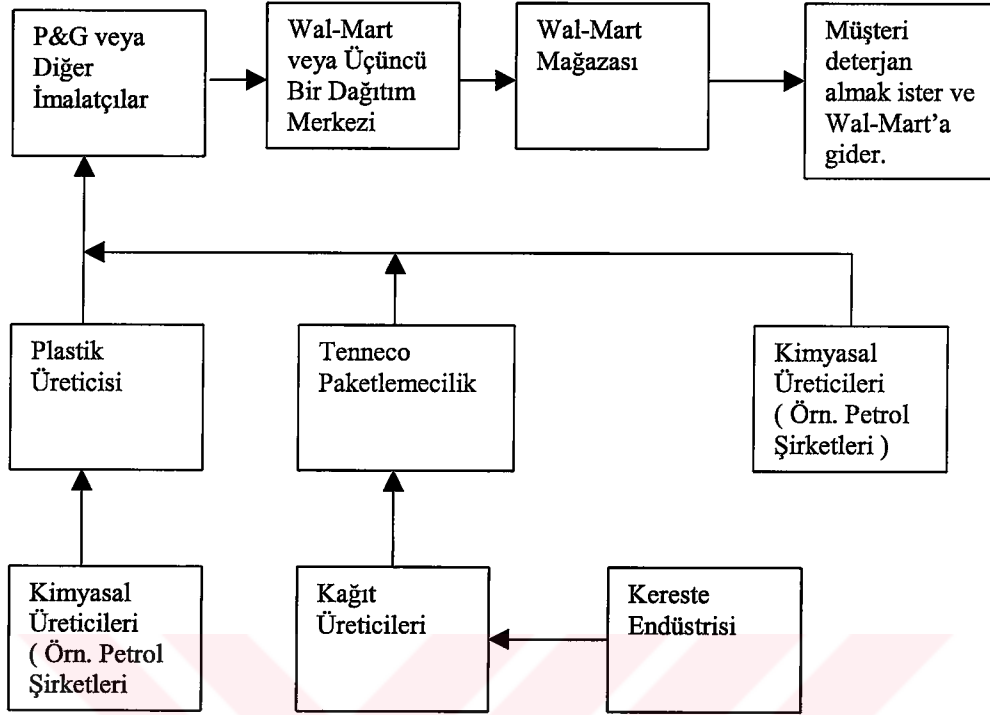 P&G veya
Diğer
İmalatçılar
Wal-Mart
veya Üçüncü
Bir Dağıtım
Merkezi
Wal-Mart
Mağazası
Müşteri
deterjan
almak ister ve
Wal-Mart'a
gider.
Plastik
Üreticisi
Tenneco
Paketlemecilik
Kimyasal
Üreticileri
( Örn. Petrol
Şirketleri )
Kimyasal
Üreticileri
( Örn. Petrol
Şirketleri
Kağıt
Üreticileri
Kereste
Endüstrisi